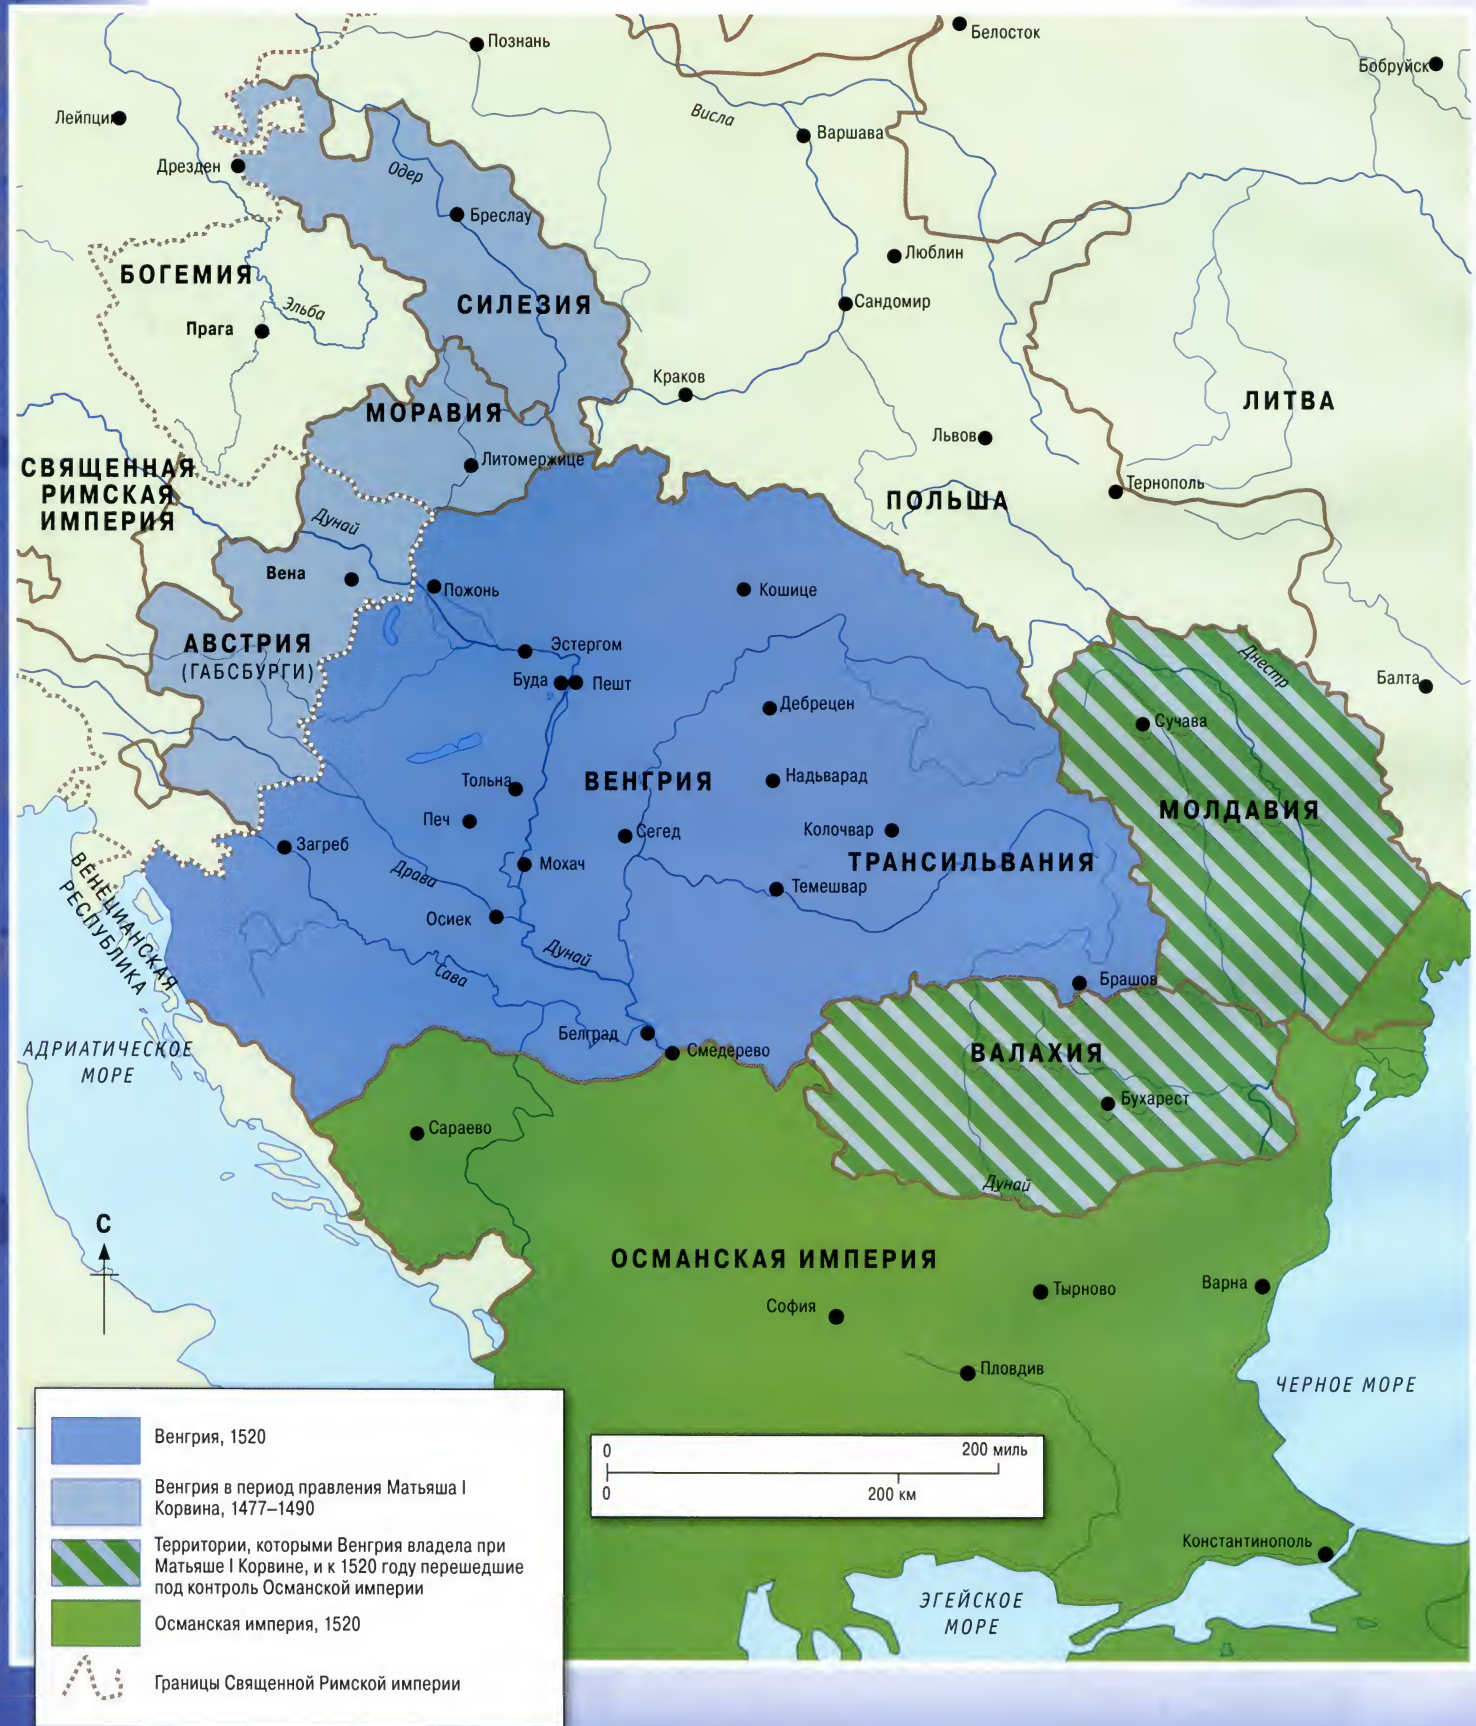 Познань
Белосток
Бобруйск
Лейпциг
Висла
Варшава
Дрезден
Одер
Бреслау
Люблин
БОГЕМИЯ
Эльба
СИЛЕЗИЯ
Сандомир
Прага
Краков
ЛИТВА
МОРАВИЯ
Львов
Литомержице
СВЯЩЕННАЯ
РИМСКАЯ
ИМПЕРИЯ
Тернополь
ПОЛЬША
Дунай
Вена
Пожонь
Кошице
АВСТРИЯ
(ГАБСБУРГИ)
Эстергом
Днестр
Буда
Пешт
Балта
Дебрецен
Сучава
Тольна
ВЕНГРИЯ
Надьварад
МОЛДАВИЯ
Печ
Сегед
Колочвар
Загреб
ТРАНСИЛЬВАНИЯ
Мохач
Драва
Темешвар
ВЕНЕЦИАНСКАЯ
РЕСПУБЛИКА
Осиек
Дунай
Сава
Брашов
Белград
Смедерево
АДРИАТИЧЕСКОЕ
МОРЕ
ВАЛАХИЯ
Бухарест
Сараево
Дунай
С
ОСМАНСКАЯ ИМПЕРИЯ
Тырново
Варна
София
Пловдив
ЧЕРНОЕ МОРЕ
Венгрия, 1520
Венгрия в период правления Матьяша I
Корвина, 1477–1490
Территории, которыми Венгрия владела при
Матьяше I Корвине, и к 1520 году перешедшие
под контроль Османской империи
Османская империя, 1520
Границы Священной Римской империи
0 200 миль
0 200 км
Константинополь
ЭГЕЙСКОЕ
МОРЕ